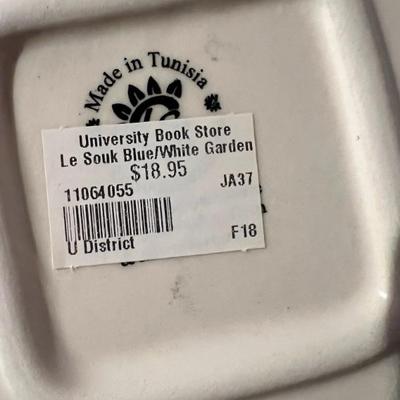 Made in Tunisia
University Book Store
Le Souk Blue/White Garden
$18.95
11064055 JA37
U District F18